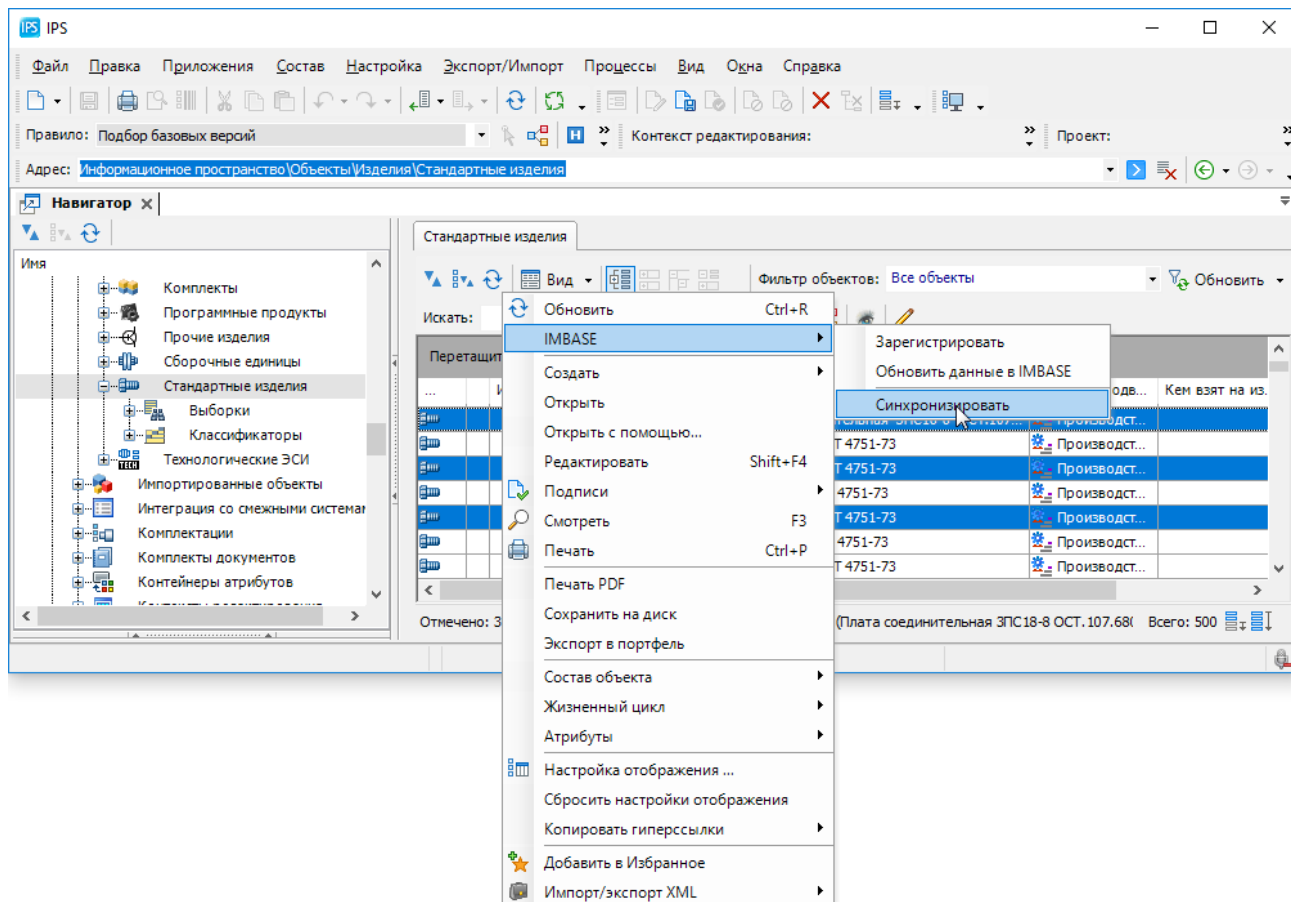 IPS
Файл Правка Приложения Состав Настройка Экспорт/Импорт Процессы Вид Окна Справка
Правило: Подбор базовых версий Контекст редактирования: Проект:
Адрес: Информационное пространство\Объекты\Изделия\Стандартные изделия
Навигатор
Имя
Комплекты
Программные продукты
Прочие изделия
Сборочные единицы
Стандартные изделия
Выборки
Классификаторы
Технологические ЭСИ
Импортированные объекты
Интеграция со смежными системам
Комплектации
Комплекты документов
Контейнеры атрибутов
Стандартные изделия
Вид Фильтр объектов: Все объекты Обновить
Искать:
Перетащит
... Кем взят на из.
Т 4751-73 Производст...
Т 4751-73 Производст...
4751-73 Производст...
Т 4751-73 Производст...
4751-73 Производст...
Т 4751-73 Производст...
Отмечено: 3 (Плата соединительная ЗПС18-8 ОСТ.107.68( Всего: 500
Обновить Ctrl+R
IMBASE
Создать
Открыть
Открыть с помощью...
Редактировать Shift+F4
Подписи
Смотреть F3
Печать Ctrl+P
Печать PDF
Сохранить на диск
Экспорт в портфель
Состав объекта
Жизненный цикл
Атрибуты
Настройка отображения ...
Сбросить настройки отображения
Копировать гиперссылки
Добавить в Избранное
Импорт/экспорт XML
Зарегистрировать
Обновить данные в IMBASE
Синхронизировать